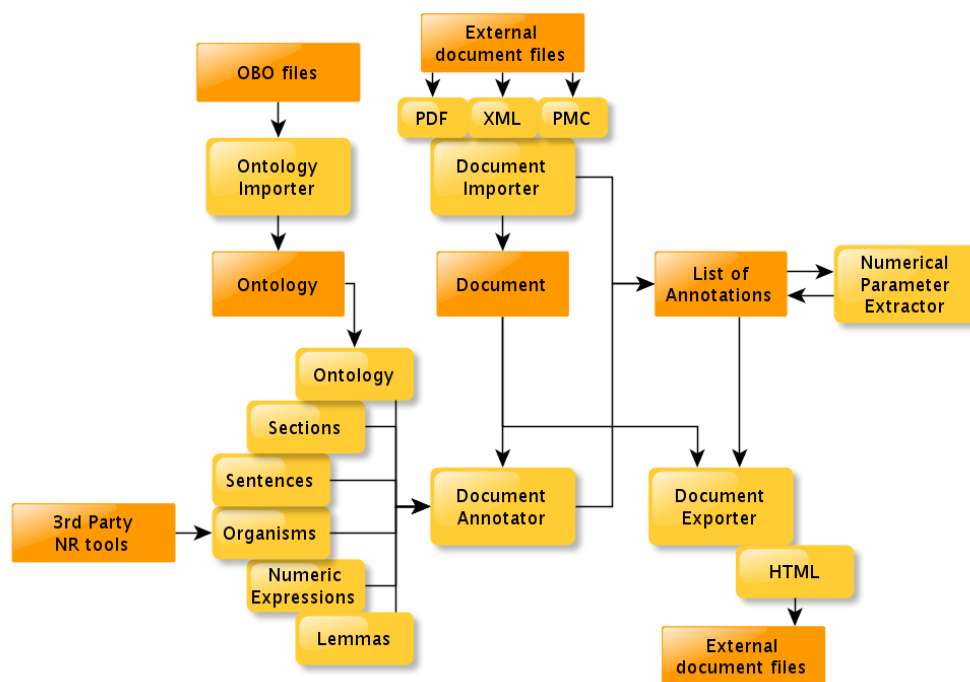 External
document files
OBO files
PDF
XML
PMC
Ontology
Importer
Document
Importer
Ontology
Document
List of
Annotations
Numerical
Parameter
Extractor
Ontology
Sections
Sentences
3rd Party
NR tools
Organisms
Numeric
Expressions
Lemmas
Document
Annotator
Document
Exporter
HTML
External
document files